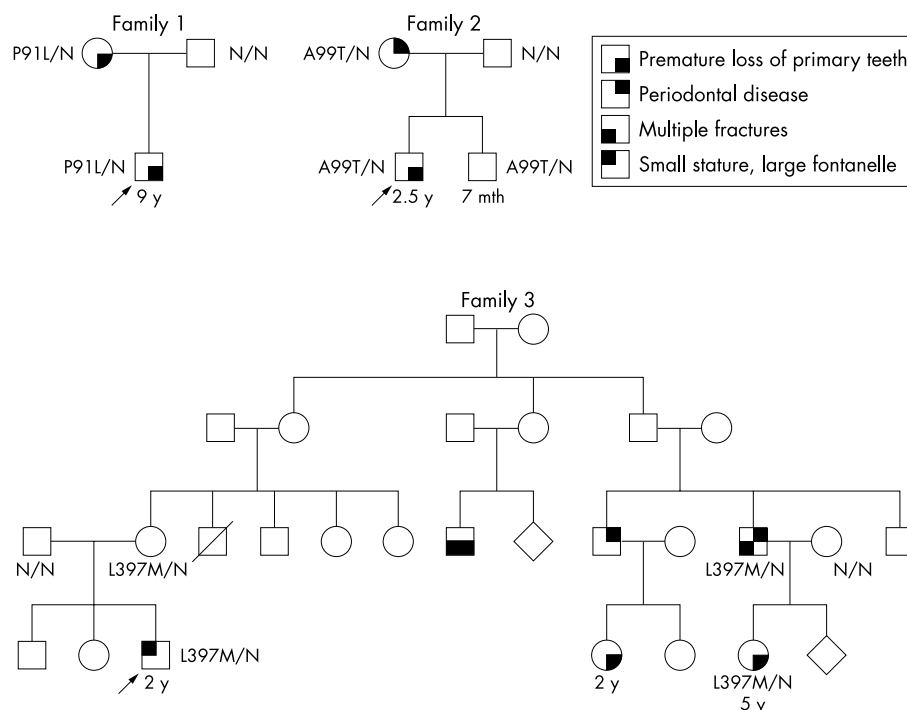 Family 1
P91L/N
N/N
P91L/N
9 y
Family 2
A99T/N
N/N
A99T/N
A99T/N
2.5 y
7 mth
Premature loss of primary teeth
Periodontal disease
Multiple fractures
Small stature, large fontanelle
Family 3
N/N
L397M/N
L397M/N
N/N
L397M/N
2 y
2 y
L397M/N
5 y